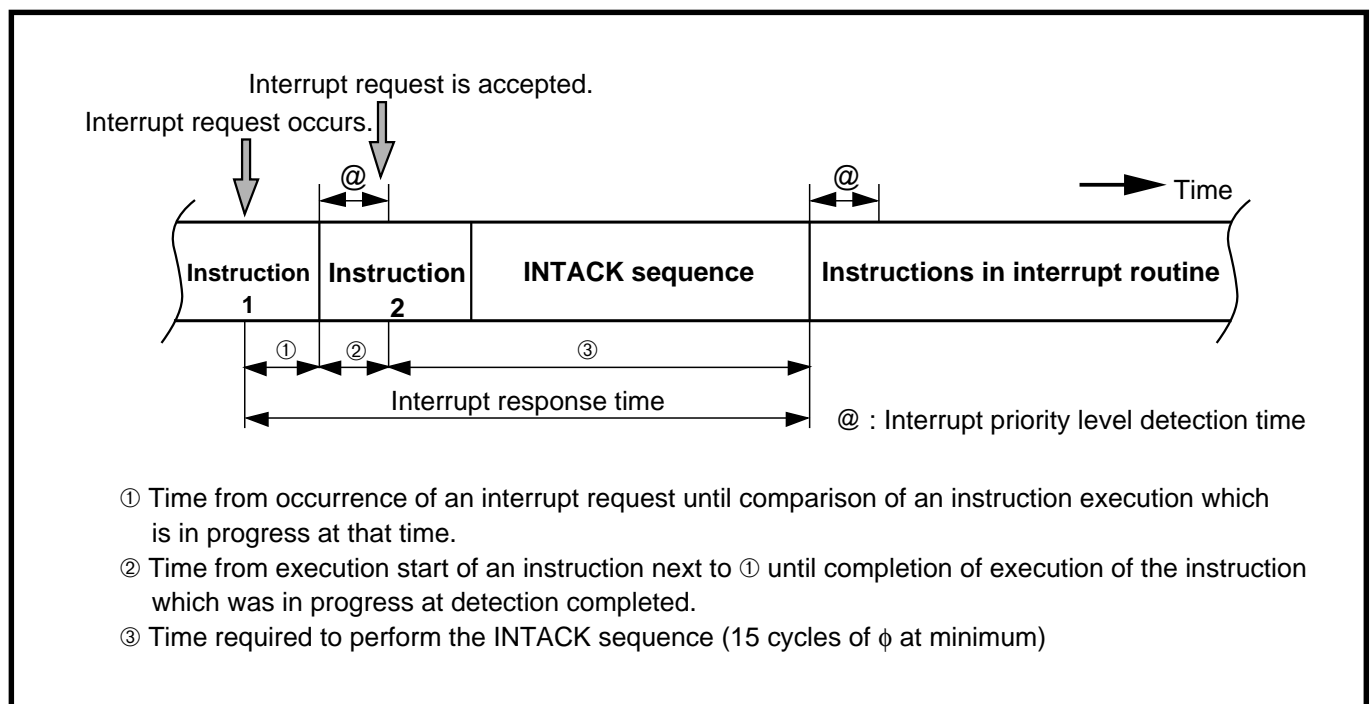 Interrupt request is accepted.
Interrupt request occurs.
@
@
Time
Instruction
1
Instruction
2
INTACK sequence
Instructions in interrupt routine
①
②
③
Interrupt response time
@ : Interrupt priority level detection time
① Time from occurrence of an interrupt request until comparison of an instruction execution which
is in progress at that time.
② Time from execution start of an instruction next to ① until completion of execution of the instruction
which was in progress at detection completed.
③ Time required to perform the INTACK sequence (15 cycles of ϕ at minimum)